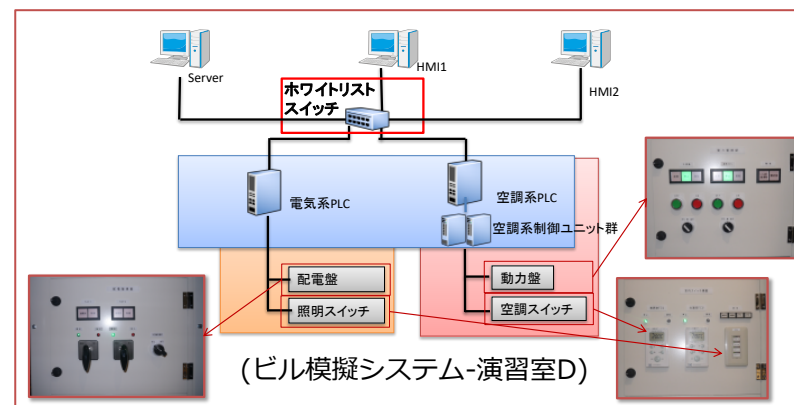 Server
HMI1
HMI2
ホワイトリスト
スイッチ
電気系PLC
空調系PLC
空調系制御ユニット群
配電盤
照明スイッチ
動力盤
空調スイッチ
(ビル模擬システム-演習室D)